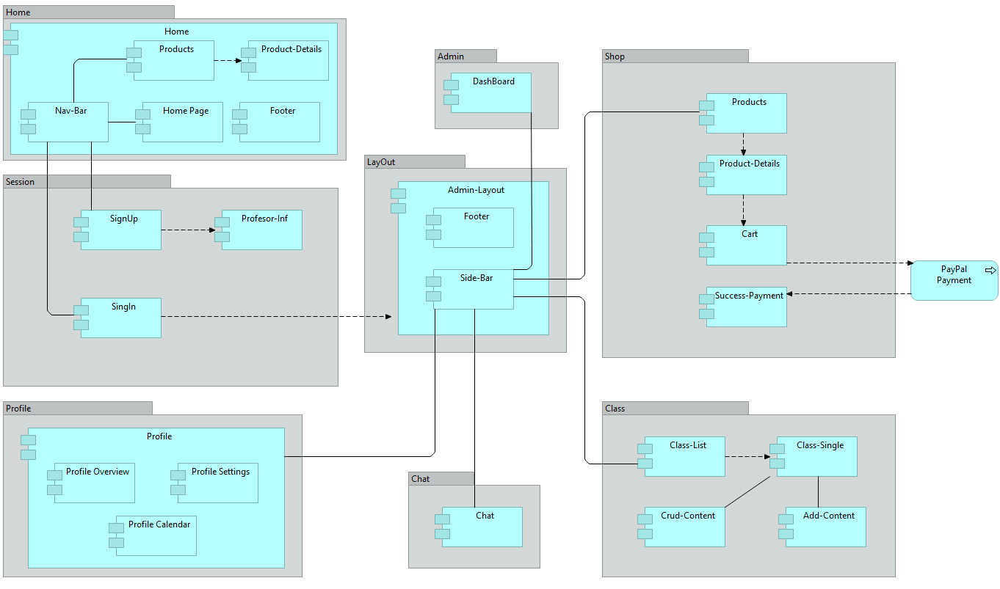 Home
Home
Products
Product-Details
Nav-Bar
Home Page
Footer
Session
SignUp
Profesor-Inf
SingIn
Profile
Profile
Profile Overview
Profile Settings
Profile Calendar
Admin
DashBoard
LayOut
Admin-Layout
Footer
Side-Bar
Chat
Chat
Shop
Products
Product-Details
Cart
Success-Payment
PayPal
Payment
Class
Class-List
Class-Single
Crud-Content
Add-Content